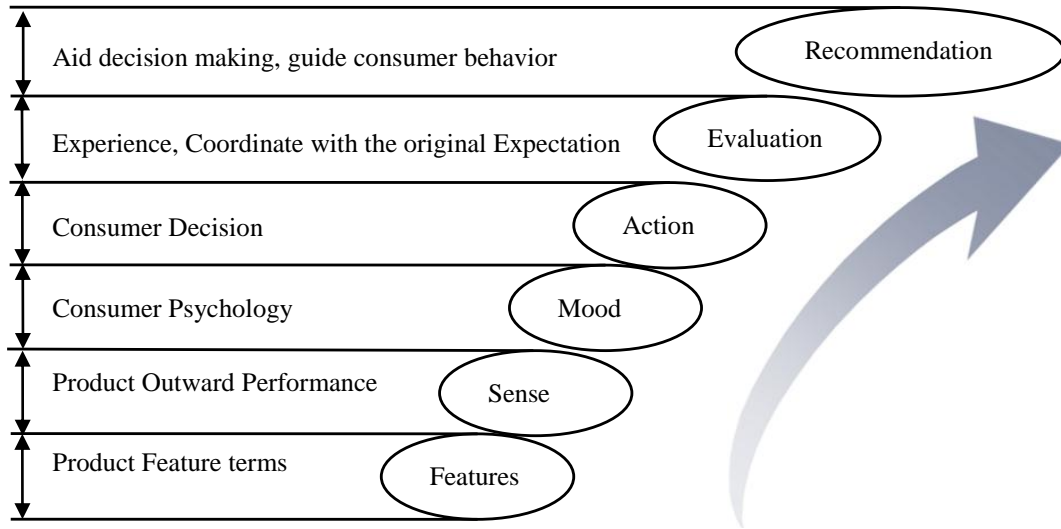 Aid decision making, guide consumer behavior
Recommendation
Experience, Coordinate with the original Expectation
Evaluation
Consumer Decision
Action
Consumer Psychology
Mood
Product Outward Performance
Sense
Product Feature terms
Features